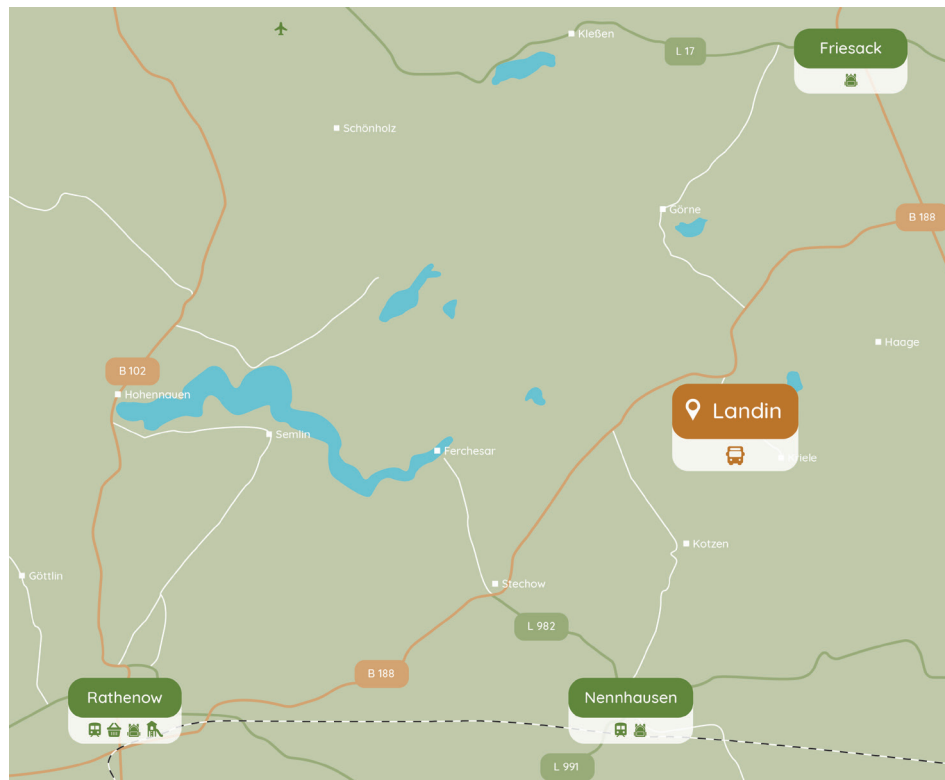 Kleßen
L 17
Friesack
Schönholz
Görne
B 188
Haage
B 102
Hohennauen
Landin
Semlin
Ferchesar
Kotzen
Göttlin
Stechow
L 982
B 188
Rathenow
Nennhausen
L 991